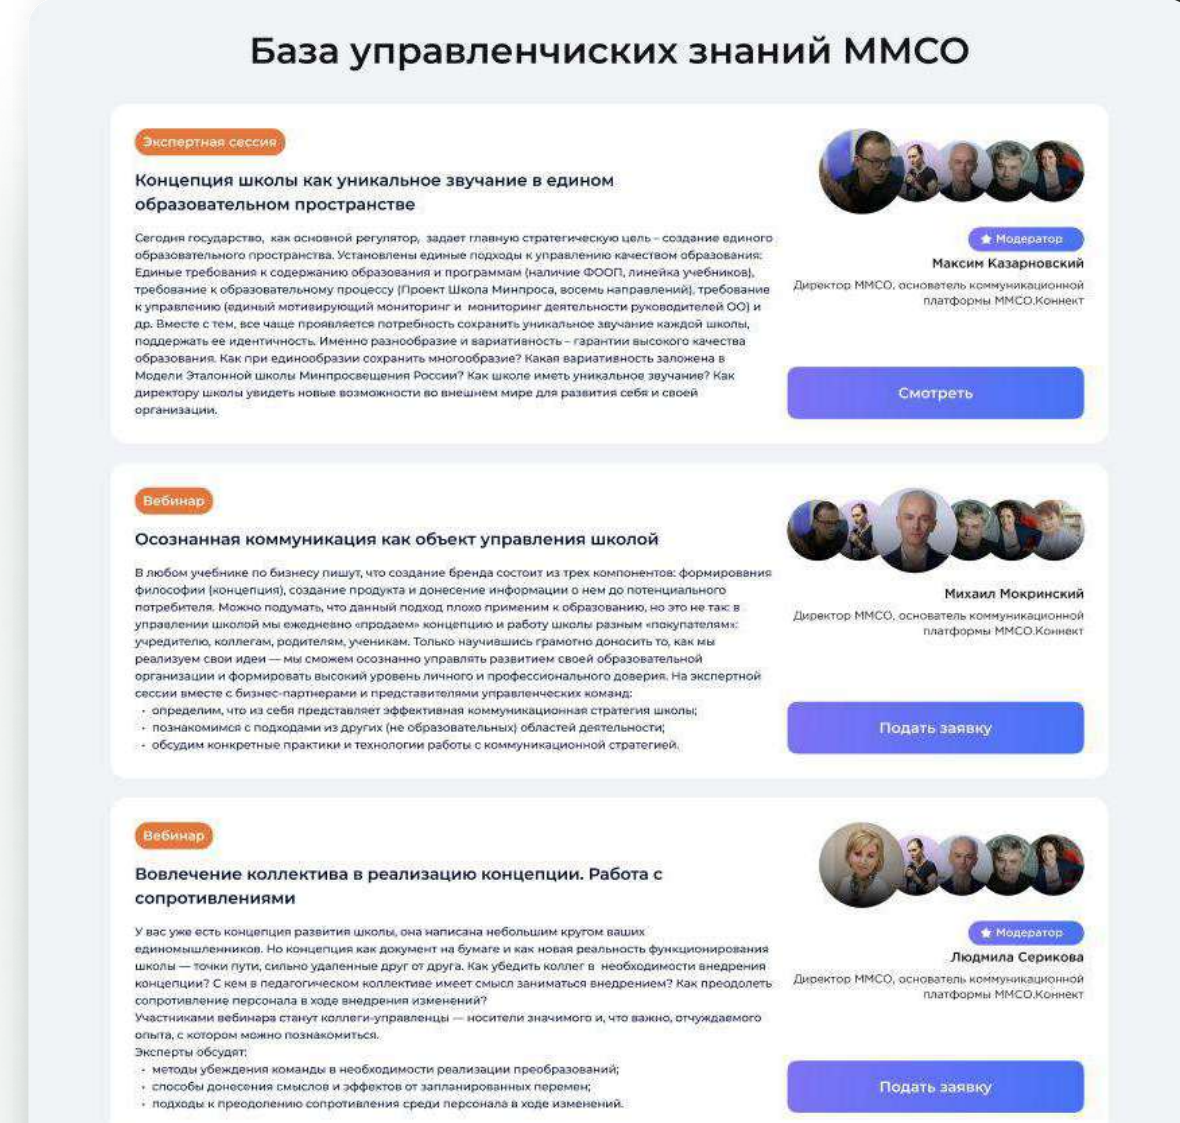 База управленчиских знаний ММСО
Экспертная сессия
Концепция школы как уникальное звучание в едином
образовательном пространстве
Сегодня государство, как основной регулятор, задает главную стратегическую цель – создание единого
образовательного пространства. Установлены единые подходы к управлению качеством образования:
Единые требования к содержанию образования и программам (наличие ФООП, линейка учебников),
требование к образовательному процессу (Проект Школа Минпроса, восемь направлений), требование
к управлению (единый мотивирующий мониторинг и мониторинг деятельности руководителей ОО) и
др. Вместе с тем, все чаще проявляется потребность сохранить уникальное звучание каждой школы,
поддержать ее идентичность. Именно разнообразие и вариативность – гарантии высокого качества
образования. Как при единообразии сохранить многообразие? Какая вариативность заложена в
Модели Эталонной школы Минпросвещения России? Как школе иметь уникальное звучание? Как
директору школы увидеть новые возможности во внешнем мире для развития себя и своей
организации.
Модератор
Максим Казарновский
Директор ММСО, основатель коммуникационной
платформы ММСО.Коннект
Смотреть
Вебинар
Осознанная коммуникация как объект управления школой
В любом учебнике по бизнесу пишут, что создание бренда состоит из трех компонентов: формирования
философии (концепция), создание продукта и донесение информации о нем до потенциального
потребителя. Можно подумать, что данный подход плохо применим к образованию, но это не так: в
управлении школой мы ежедневно «продаем» концепцию и работу школы разным «покупателям»:
учредителю, коллегам, родителям, ученикам. Только научившись грамотно доносить то, как мы
реализуем свои идеи — мы сможем осознанно управлять развитием своей образовательной
организации и формировать высокий уровень личного и профессионального доверия. На экспертной
сессии вместе с бизнес-партнерами и представителями управленческих команд:
• определим, что из себя представляет эффективная коммуникационная стратегия школы;
• познакомимся с подходами из других (не образовательных) областей деятельности;
• обсудим конкретные практики и технологии работы с коммуникационной стратегией.
Михаил Мокринский
Директор ММСО, основатель коммуникационной
платформы ММСО.Коннект
Подать заявку
Вебинар
Вовлечение коллектива в реализацию концепции. Работа с
сопротивлениями
У вас уже есть концепция развития школы, она написана небольшим кругом ваших
единомышленников. Но концепция как документ на бумаге и как новая реальность функционирования
школы — точки пути, сильно удаленные друг от друга. Как убедить коллег в необходимости внедрения
концепции? С кем в педагогическом коллективе имеет смысл заниматься внедрением? Как преодолеть
сопротивление персонала в ходе внедрения изменений?
Участниками вебинара станут коллеги-управленцы — носители значимого и, что важно, отчуждаемого
опыта, с котором можно познакомиться.
Эксперты обсудят:
• методы убеждения команды в необходимости реализации преобразований;
• способы донесения смыслов и эффектов от запланированных перемен;
• подходы к преодолению сопротивления среди персонала в ходе изменений.
Модератор
Людмила Серикова
Директор ММСО, основатель коммуникационной
платформы ММСО.Коннект
Подать заявку